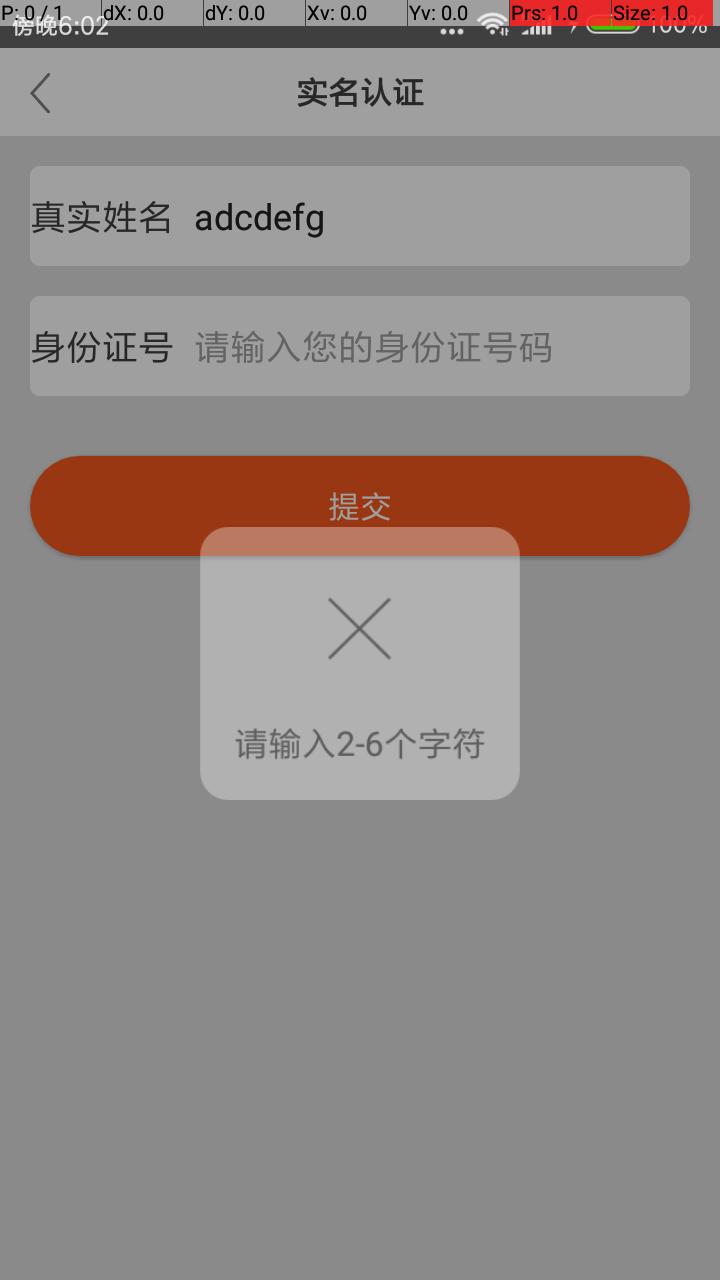 P: 0 / 1 dX: 0.0 dY: 0.0 Xv: 0.0 Yv: 0.0 Prs: 1.0 Size: 1.0
傍晚6:02 100%
实名认证
真实姓名 adcdefg
身份证号 请输入您的身份证号码
提交
请输入2-6个字符